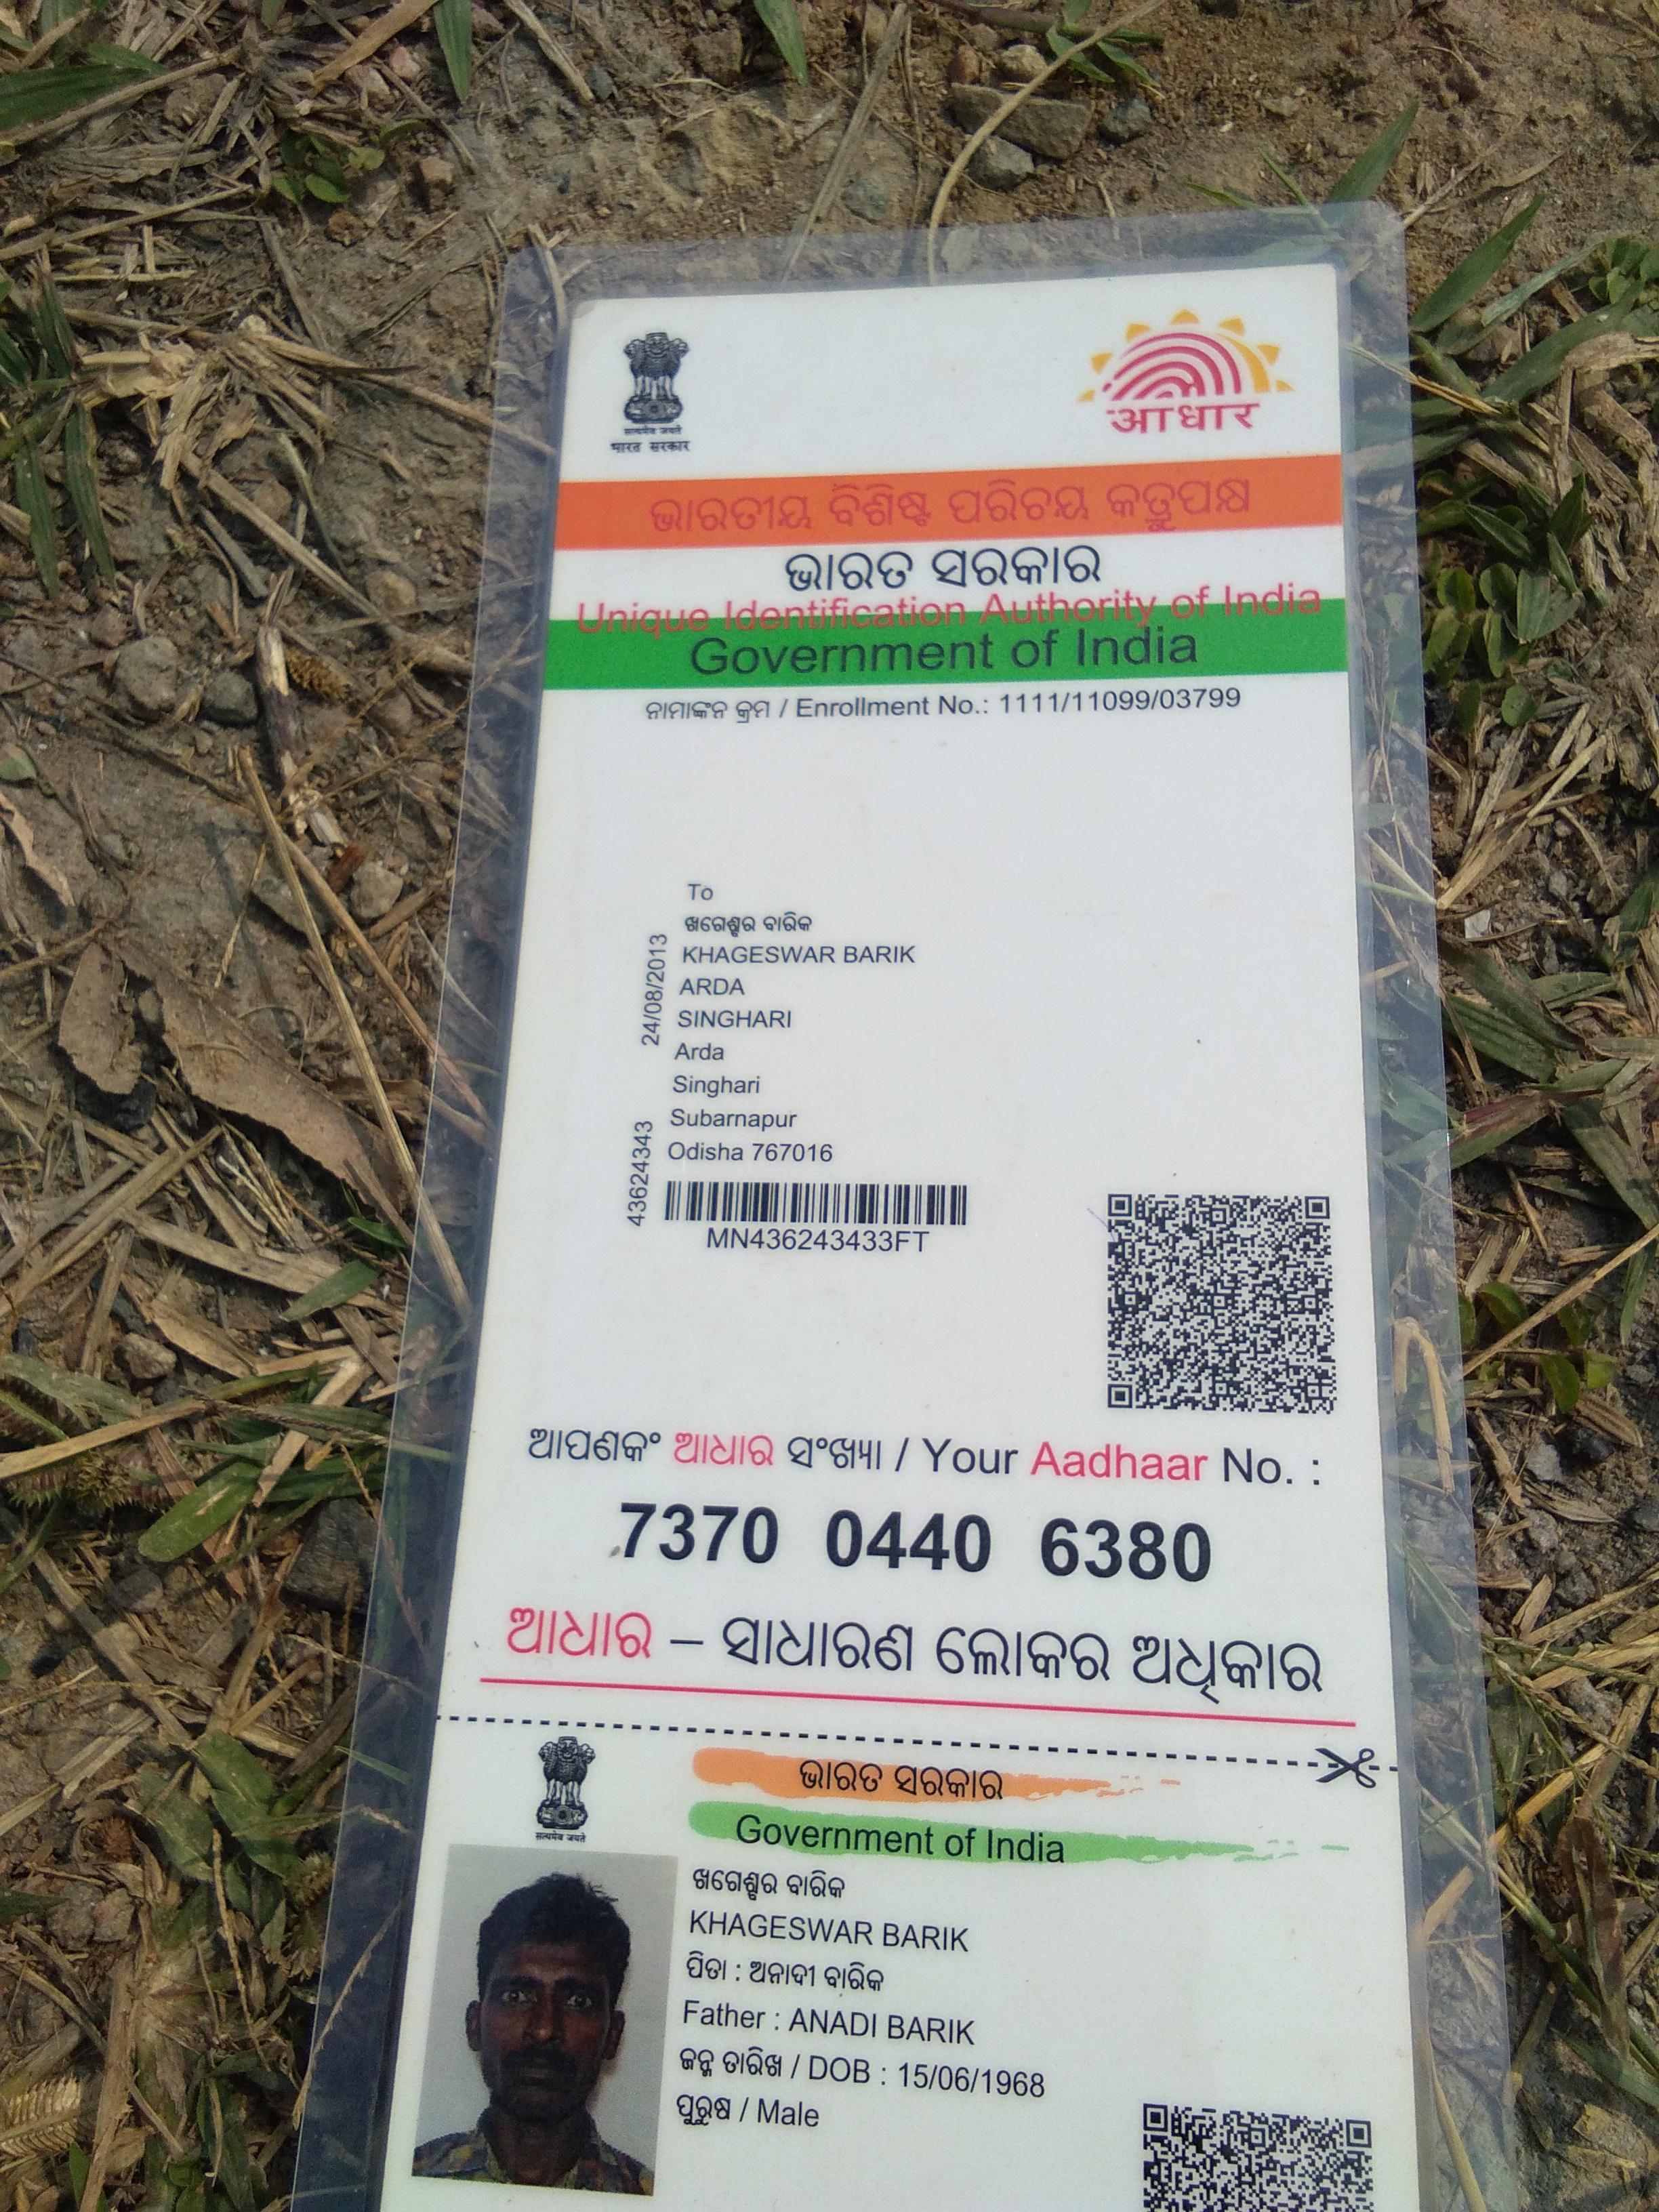 सत्यमेव जयते
भारत सरकार
आधार
ଭାରତୀୟ ବିଶିଷ୍ଟ ପରିଚୟ କର୍ତ୍ତୁପକ୍ଷ
ଭାରତ ସରକାର
Unique Identification Authority of India
Government of India
ନାମାଙ୍କନ କ୍ରମ / Enrollment No.: 1111/11099/03799
To
ଖଗେଶ୍ବର ବାରିକ
KHAGESWAR BARIK
ARDA
SINGHARI
Arda
Singhari
Subarnapur
Odisha 767016
24/08/2013
43624343
MN436243433FT
ଆପଣଙ୍କ ଆଧାର ସଂଖ୍ୟା / Your Aadhaar No. :
7370 0440 6380
ଆଧାର – ସାଧାରଣ ଲୋକର ଅଧିକାର
सत्यमेव जयते
ଭାରତ ସରକାର
Government of India
ଖଗେଶ୍ବର ବାରିକ
KHAGESWAR BARIK
ପିତା : ଅନାଦୀ ବାରିକ
Father : ANADI BARIK
ଜନ୍ମ ତାରିଖ / DOB : 15/06/1968
ପୁରୁଷ / Male